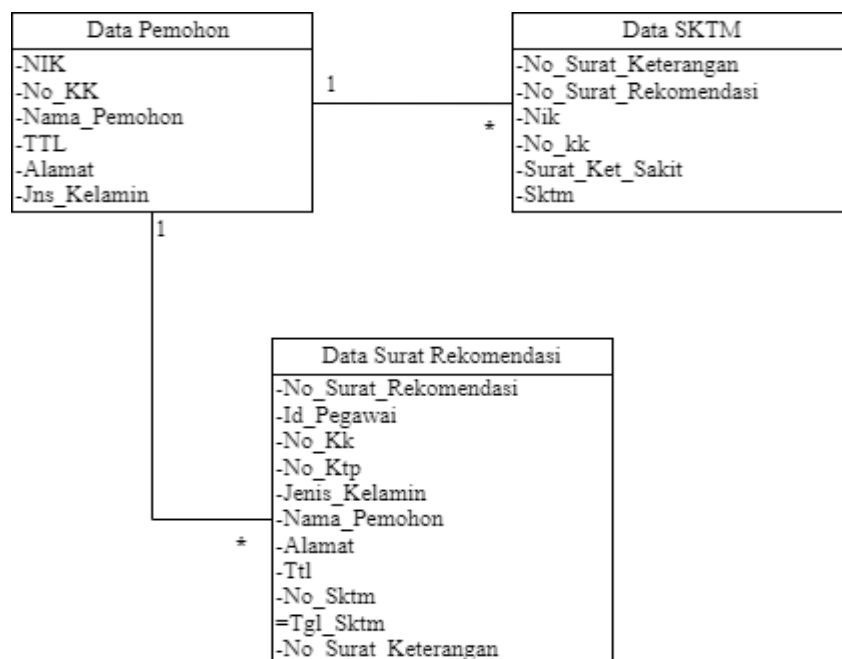 Data Pemohon
-NIK
-No_KK
-Nama_Pemohon
-TTL
-Alamat
-Jns_Kelamin
1
*
Data SKTM
-No_Surat_Keterangan
-No_Surat_Rekomendasi
-Nik
-No_kk
-Surat_Ket_Sakit
-Sktm
1
*
Data Surat Rekomendasi
-No_Surat_Rekomendasi
-Id_Pegawai
-No_Kk
-No_Ktp
-Jenis_Kelamin
-Nama_Pemohon
-Alamat
-Ttl
-No_Sktm
=Tgl_Sktm
-No_Surat_Keterangan